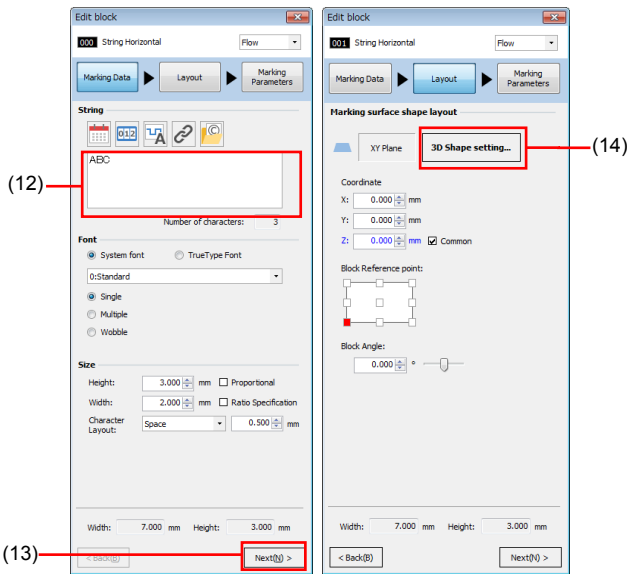 Edit block
000 String Horizontal Flow
Marking Data Layout Marking Parameters
String
012 A ©
ABC
(12)
Number of characters: 3
Font
System font TrueType Font
0:Standard
Single
Multiple
Wobble
Size
Height: 3.000 mm Proportional
Width: 2.000 mm Ratio Specification
Character Layout: Space 0.500 mm
Width: 7.000 mm Height: 3.000 mm
(13)
< Back(B) Next(N) >
Edit block
001 String Horizontal Flow
Marking Data Layout Marking Parameters
Marking surface shape layout
XY Plane 3D Shape setting...
(14)
Coordinate
X: 0.000 mm
Y: 0.000 mm
Z: 0.000 mm Common
Block Reference point:
Block Angle:
0.000 °
Width: 7.000 mm Height: 3.000 mm
< Back(B) Next(N) >